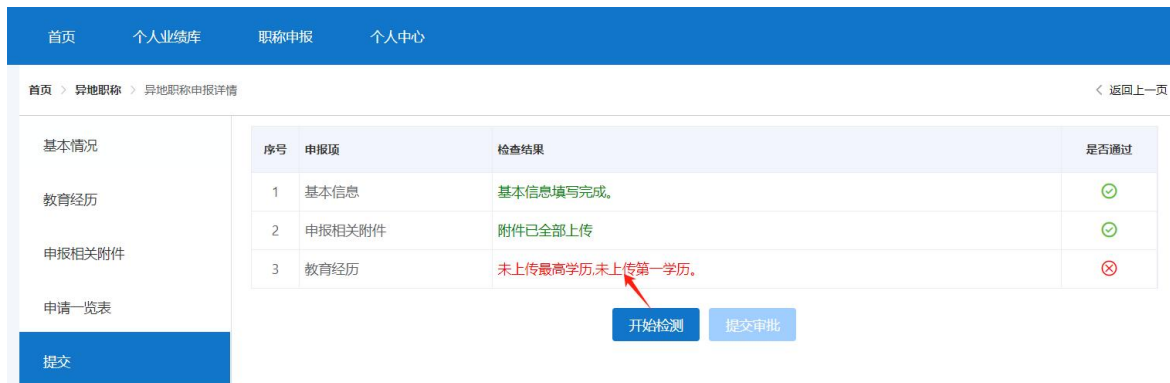 首页 个人业绩库 职称申报 个人中心
首页 > 异地职称 > 异地职称申报详情 < 返回上一页
基本情况
教育经历
申报相关附件
申请一览表
提交
序号 申报项 检查结果 是否通过
1 基本信息 基本信息填写完成。
2 申报相关附件 附件已全部上传
3 教育经历 未上传最高学历,未上传第一学历。
开始检测 提交审批